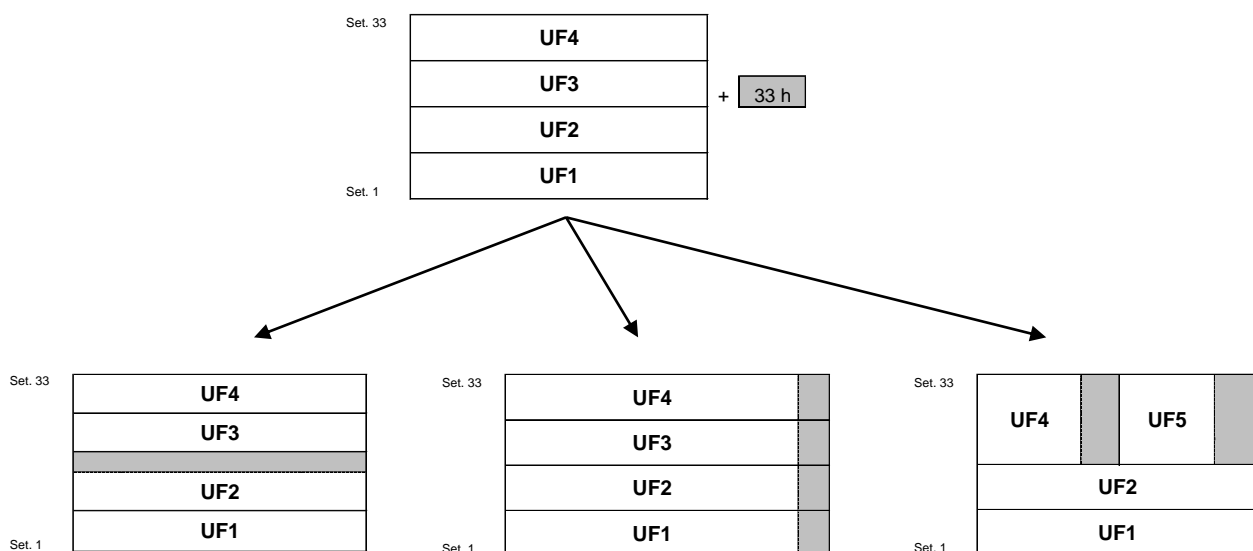 Set. 33
UF4
UF3
+ 33 h
UF2
UF1
Set. 1
Set. 33
UF4
UF3
UF2
UF1
Set. 1
Set. 33
UF4
UF3
UF2
UF1
Set. 1
Set. 33
UF4 UF5
UF2
UF1
Set. 1